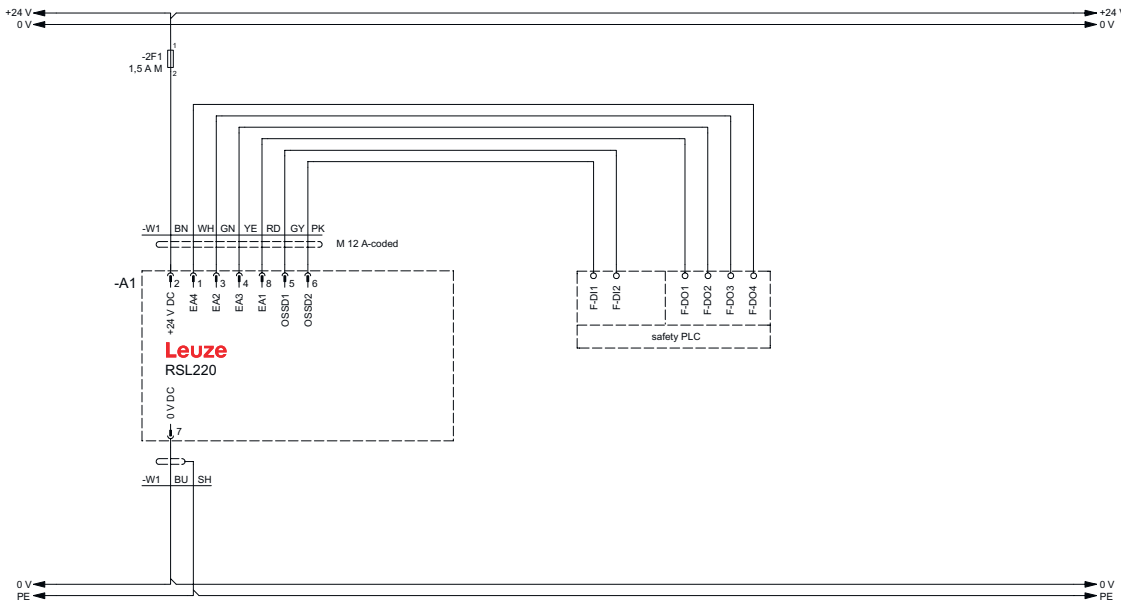 +24 V
+24 V
0 V
0 V
1
-2F1
1,5 A M
2
-W1 BN WH GN YE RD GY PK
M 12 A-coded
-A1
2 1 3 4 8 5 6
+24 V DC
EA4
EA2
EA3
EA1
OSSD1
OSSD2
F-DI1
F-DI2
F-DO1
F-DO2
F-DO3
F-DO4
safety PLC
Leuze
RSL220
0 V DC
7
-W1 BU SH
0 V
0 V
PE
PE